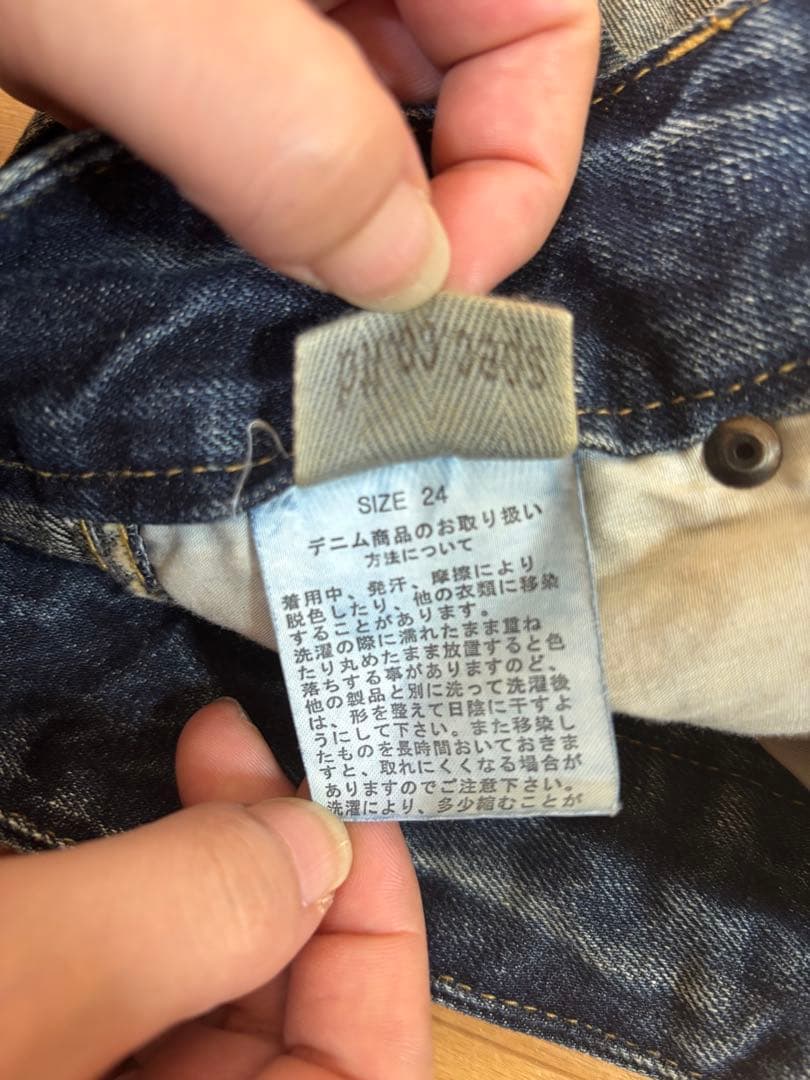 SIZE 24
デニム商品のお取り扱い
方法について
着用中、発汗、摩擦により
脱色したり、他の衣類に移染
することがあります。
洗濯の際に濡れたまま重ね
たり丸めたまま放置すると色
落ちする事がありますのど、
他の製品と別に洗って洗濯後
は、形を整えて日陰に干すよ
うにして下さい。また移染し
たものを長時間おいておきま
すと、取れにくくなる場合が
ありますのでご注意下さい。
洗濯により、多少縮むことが